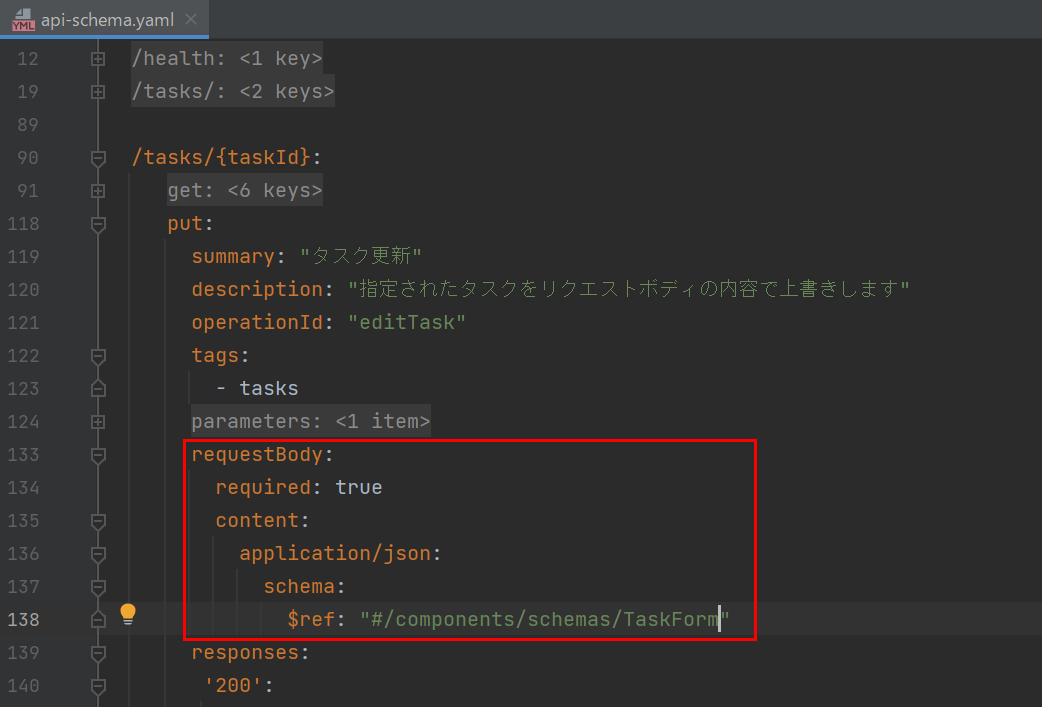 YML api-schema.yaml
12 /health: <1 key>
19 /tasks/: <2 keys>
89
90 /tasks/{taskId}:
91 get: <6 keys>
118 put:
119 summary: "タスク更新"
120 description: "指定されたタスクをリクエストボディの内容で上書きします"
121 operationId: "editTask"
122 tags:
123 - tasks
124 parameters: <1 item>
133 requestBody:
134 required: true
135 content:
136 application/json:
137 schema:
138 $ref: "#/components/schemas/TaskForm"
139 responses:
140 '200':